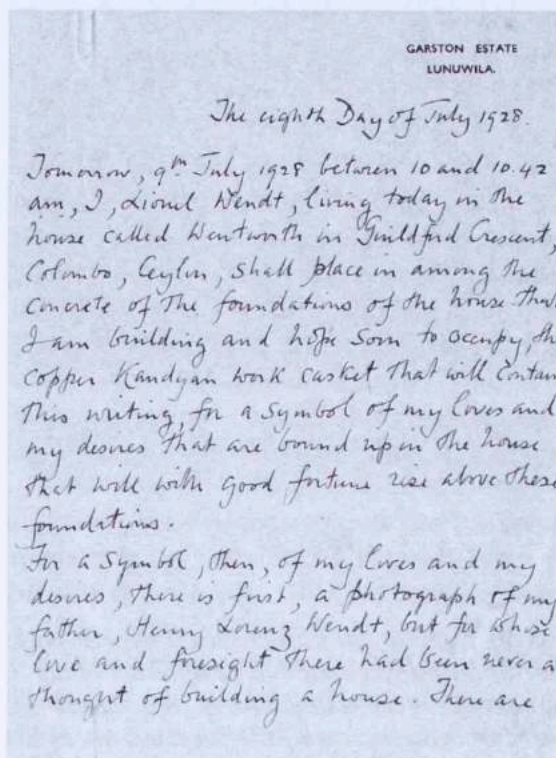 GARSTON ESTATE
LUNUWILA.
The eighth Day of July 1928.
Tomorrow, 9th July 1928 between 10 and 10.42
am, I, Lionel Wendt, living today in the
house called Wentworth in Guildford Crescent,
Colombo, Ceylon, shall place in among the
concrete of the foundations of the house that
I am building and hope soon to occupy, th
copper Kandyan work casket that will contain
this writing, for a symbol of my loves and
my desires that are bound up in the house
that will with good fortune rise above these
foundations.
For a symbol, then, of my loves and my
desires, there is first, a photograph of my
father, Henry Lorenz Wendt, but for whose
love and foresight there had been never a
thought of building a house. There are